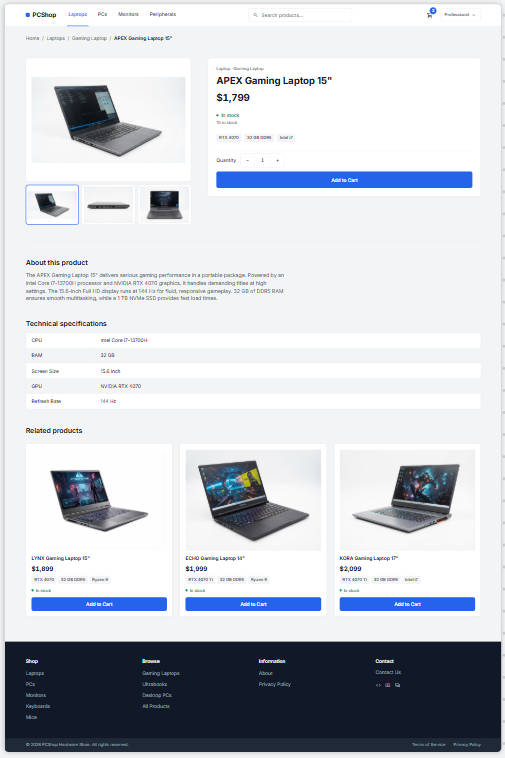 PCShop
Laptops
PCs
Monitors
Peripherals
Search products...
Professional
Home / Laptops / Gaming Laptop / APEX Gaming Laptop 15"
Laptop · Gaming Laptop
APEX Gaming Laptop 15"
$1,799
In stock
10 in stock
RTX 4070
32 GB DDR5
Intel i7
Quantity
− 1 +
Add to Cart
About this product
The APEX Gaming Laptop 15" delivers serious gaming performance in a portable package. Powered by an
Intel Core i7-13700H processor and NVIDIA RTX 4070 graphics, it handles demanding titles at high
settings. The 15.6-inch Full HD display runs at 144 Hz for fluid, responsive gameplay. 32 GB of DDR5 RAM
ensures smooth multitasking, while a 1 TB NVMe SSD provides fast load times.
Technical specifications
CPU Intel Core i7-13700H
RAM 32 GB
Screen Size 15.6 inch
GPU NVIDIA RTX 4070
Refresh Rate 144 Hz
Related products
LYNX Gaming Laptop 15"
$1,899
RTX 4070
32 GB DDR5
Ryzen 9
In stock
Add to Cart
ECHO Gaming Laptop 14"
$1,999
RTX 4070 Ti
32 GB DDR5
Ryzen 9
In stock
Add to Cart
KORA Gaming Laptop 17"
$2,099
RTX 4070 Ti
32 GB DDR5
Intel i7
In stock
Add to Cart
Shop
Laptops
PCs
Monitors
Keyboards
Mice
Browse
Gaming Laptops
Ultrabooks
Desktop PCs
All Products
Information
About
Privacy Policy
Contact
Contact Us
© 2026 PCShop Hardware Store. All rights reserved.
Terms of Service
Privacy Policy